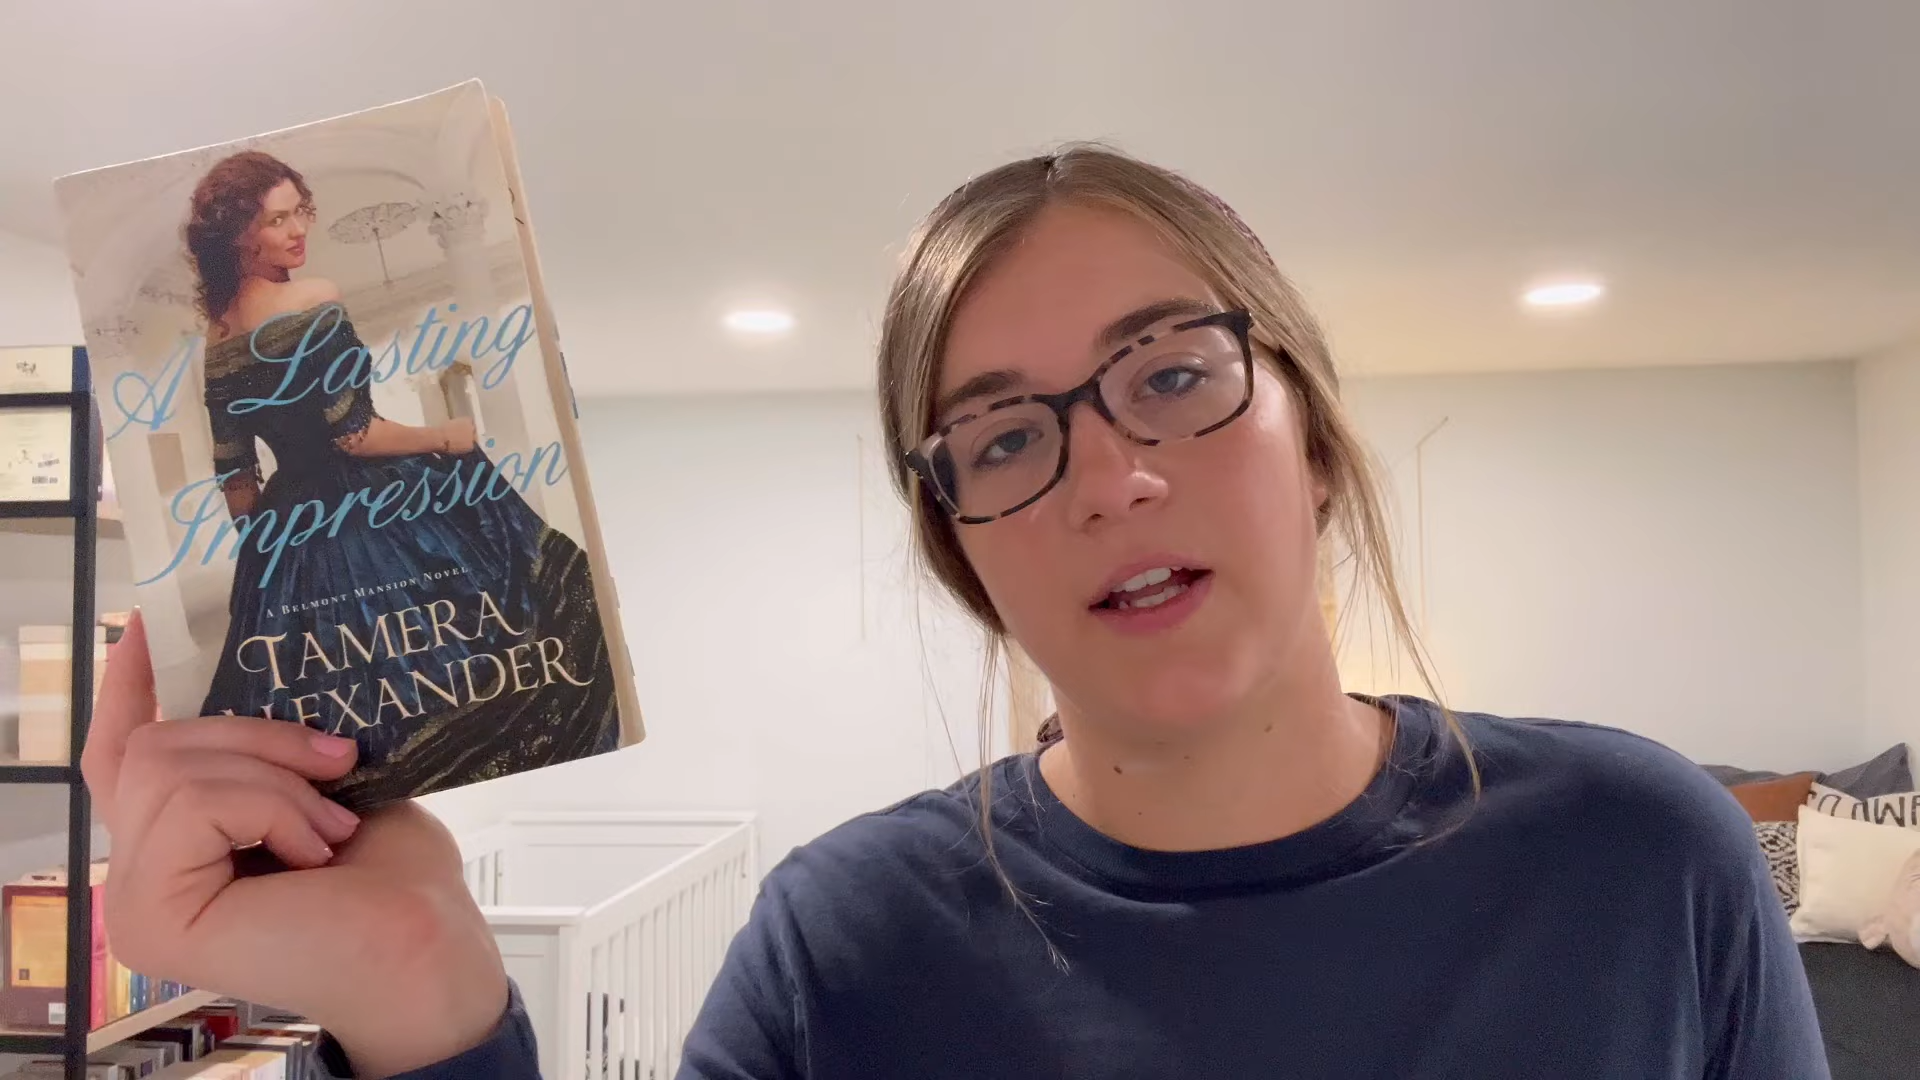 A Lasting
Impression
A BELMONT MANSION NOVEL
TAMERA
ALEXANDER